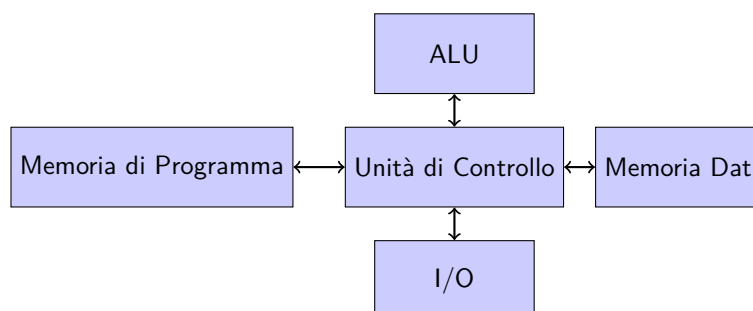 ALU
Memoria di Programma
Unità di Controllo
Memoria Dat
I/O